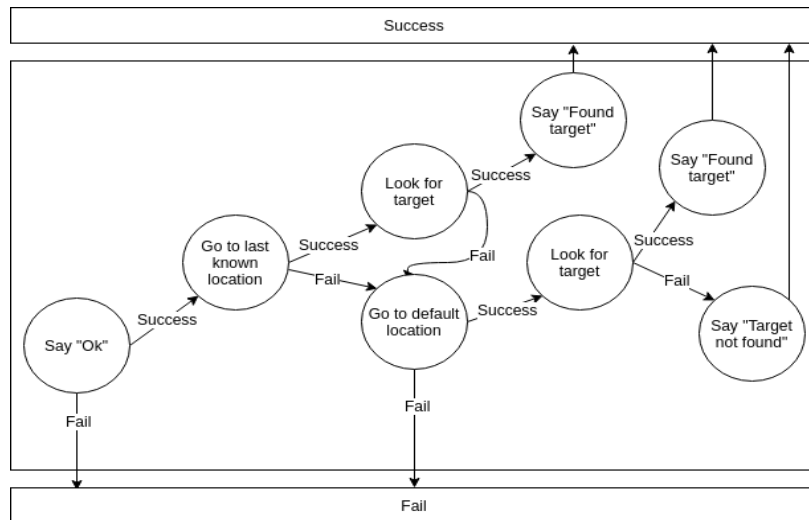 Success
Say "Found
target"
Say "Found
target"
Look for
target
Success
Go to last
known
location
Success
Fail
Look for
target
Success
Fail
Fail
Go to default
location
Success
Say "Ok"
Success
Say "Target
not found"
Fail
Fail
Fail